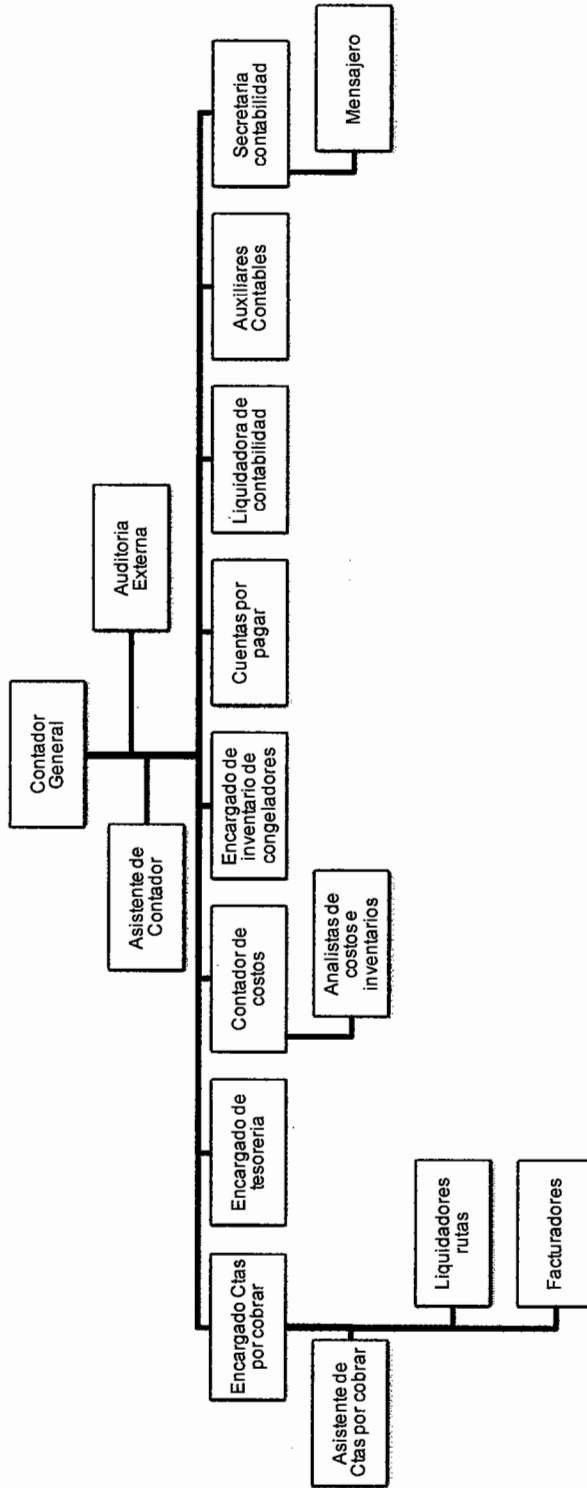 Contador
General
Auditoria
Externa
Asistente de
Contador
Encargado Ctas
por cobrar
Encargado de
tesoreria
Contador de
costos
Encargado de
inventario de
congeladores
Cuentas por
pagar
Liquidadora de
contabilidad
Auxiliares
Contables
Secretaria
contabilidad
Asistente de
Ctas por cobrar
Liquidadores
rutas
Facturadores
Analistas de
costos e
inventarios
Mensajero